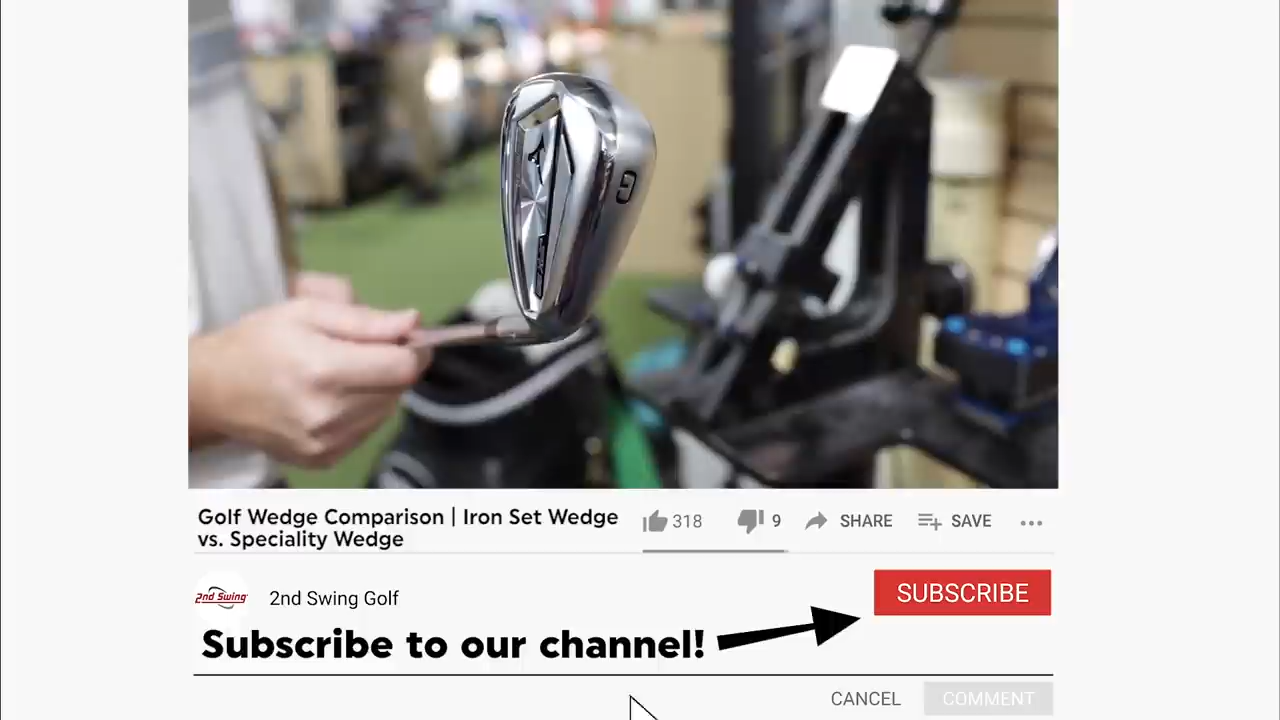 G
Golf Wedge Comparison | Iron Set Wedge
vs. Speciality Wedge
318
9
SHARE
SAVE
2nd Swing
2nd Swing Golf
SUBSCRIBE
Subscribe to our channel!
CANCEL
COMMENT